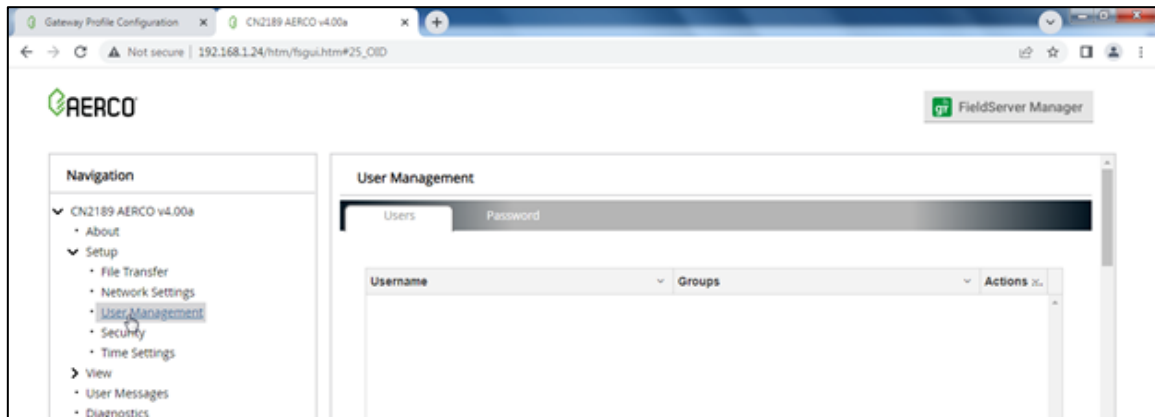 Gateway Profile Configuration
CN2189 AERCO v4.00a
Not secure | 192.168.1.24/htm/fsgui.htm#25_OIID
AERCO
FieldServer Manager
Navigation
CN2189 AERCO v4.00a
About
Setup
File Transfer
Network Settings
User Management
Security
Time Settings
View
User Messages
Diagnostics
User Management
Users Password
Username Groups Actions